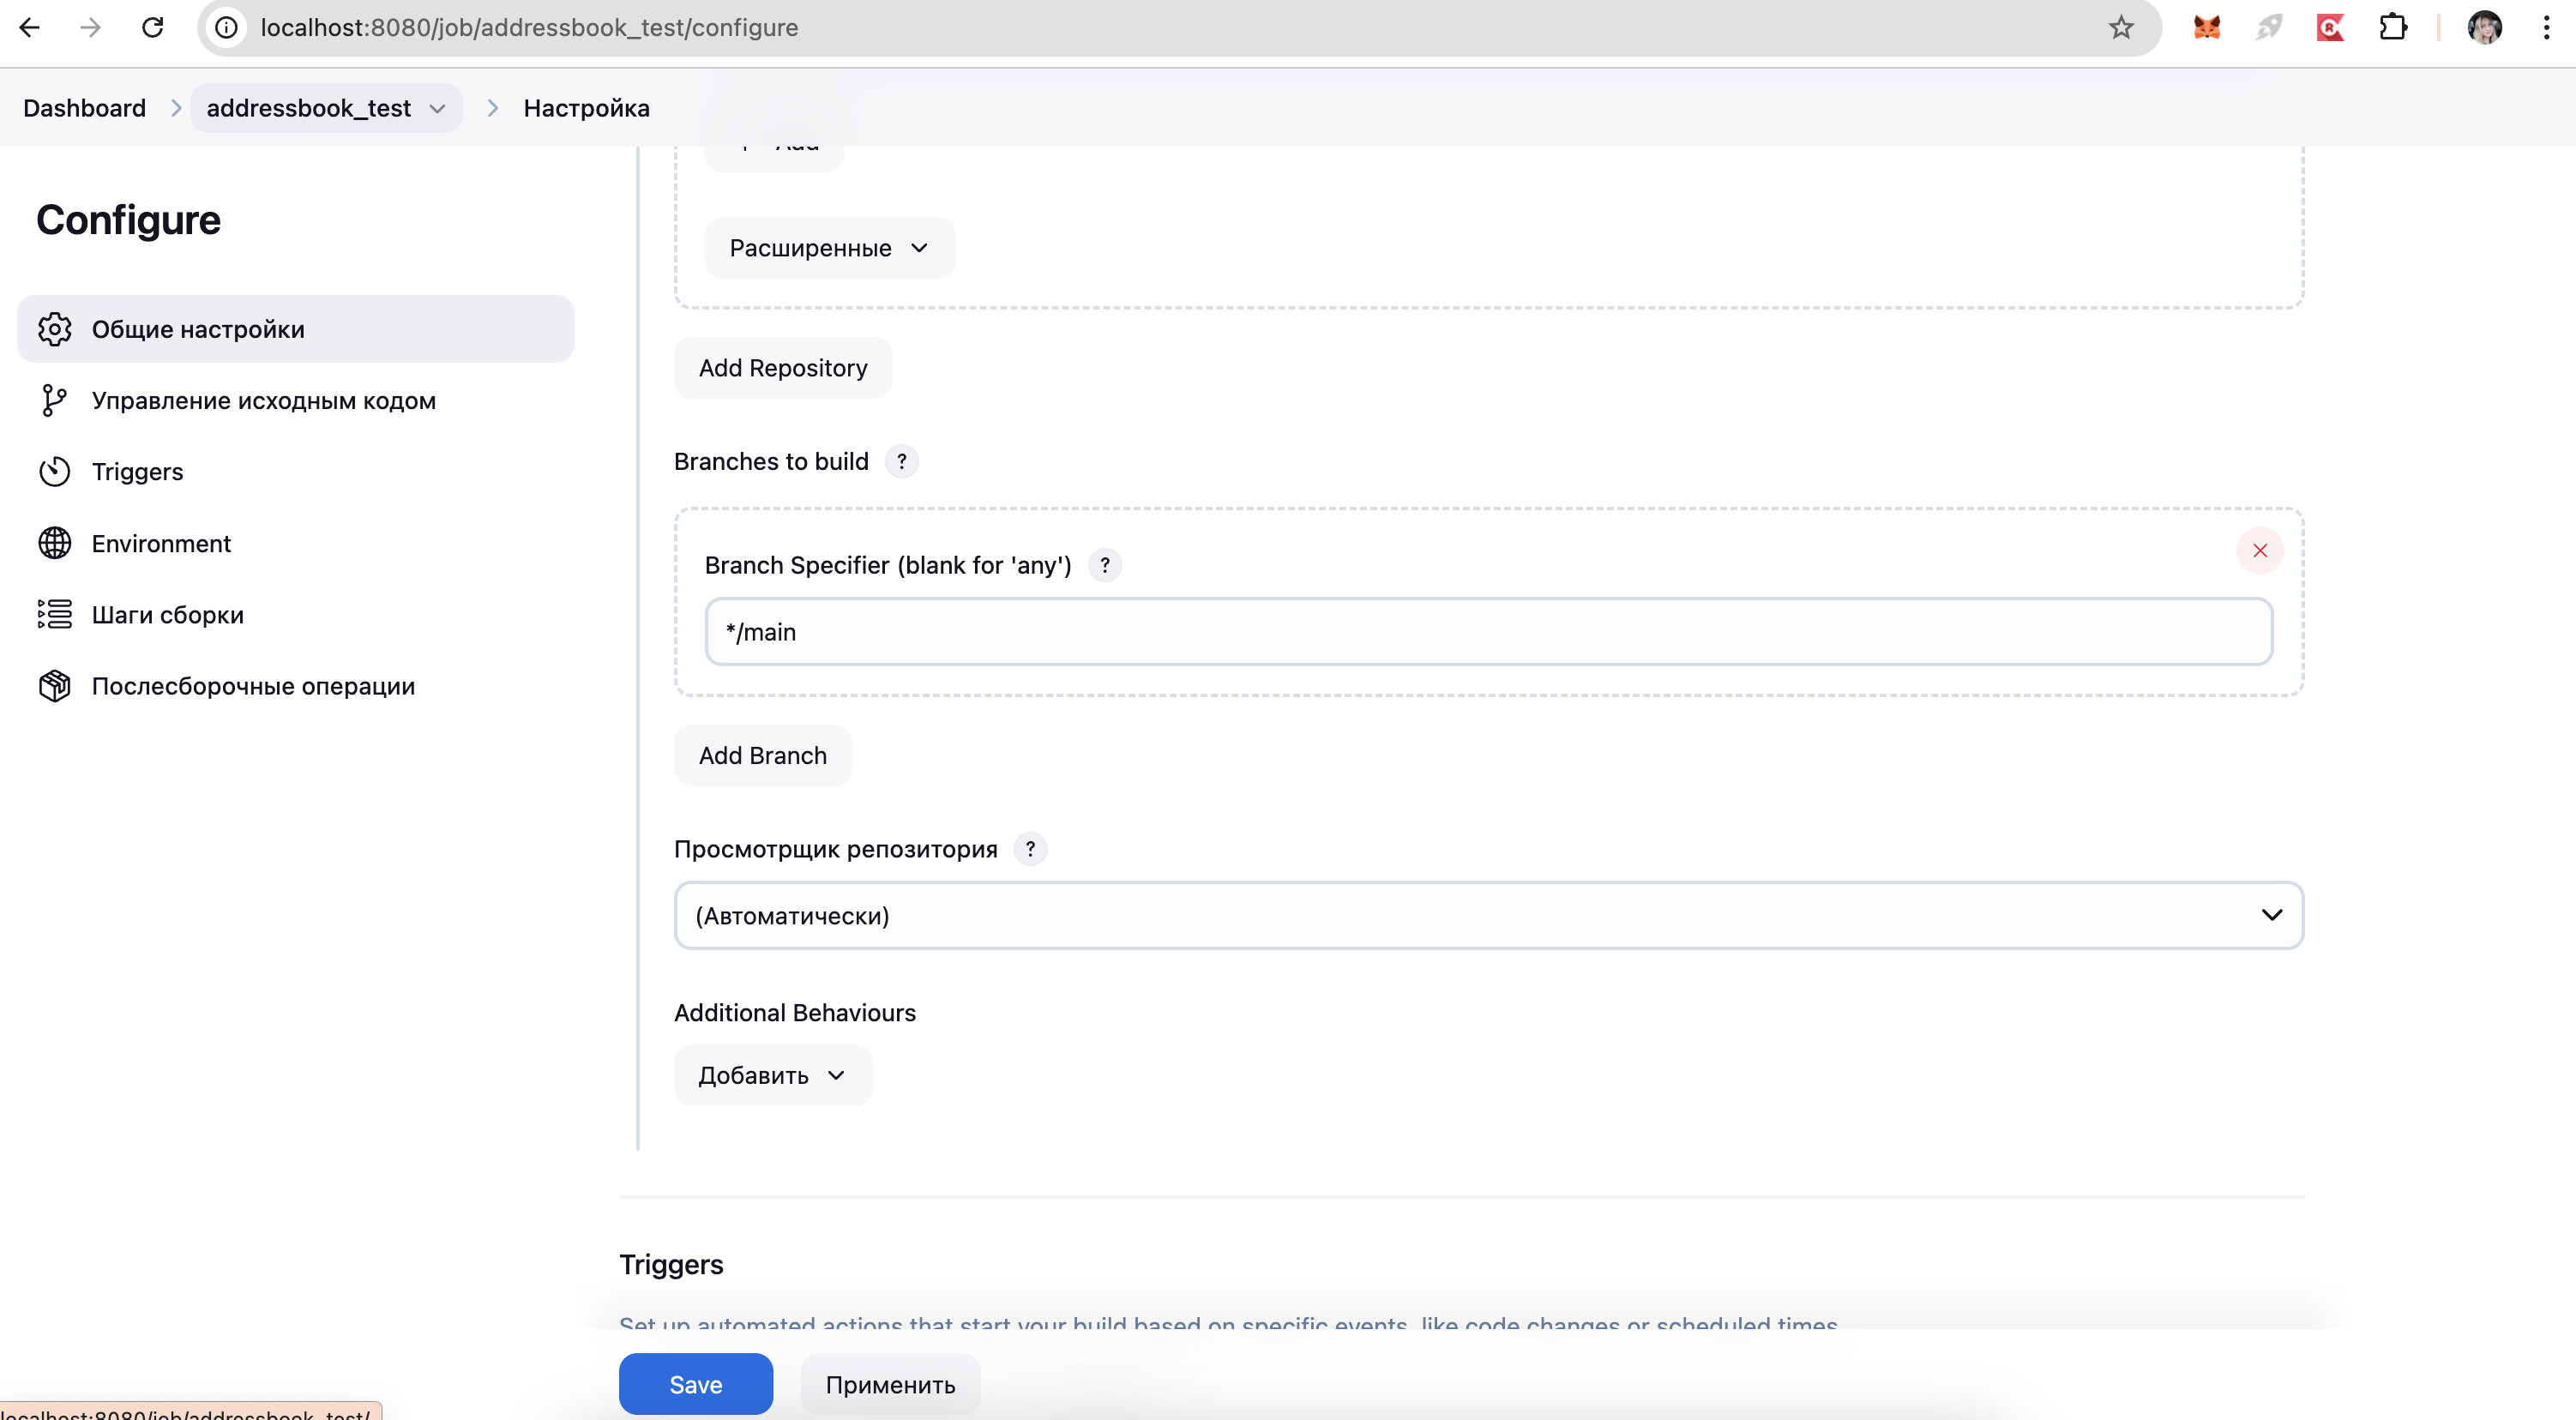 localhost:8080/job/addressbook_test/configure
Dashboard addressbook_test Настройка
Configure
Общие настройки
Управление исходным кодом
Triggers
Environment
Шаги сборки
Послесборочные операции
Add
Расширенные
Add Repository
Branches to build ?
Branch Specifier (blank for 'any') ?
*/main
Add Branch
Просмотрщик репозитория ?
(Автоматически)
Additional Behaviours
Добавить
Triggers
Set up automated actions that start your build based on specific events, like code changes or scheduled times.
Save Применить
localhost:8080/job/addressbook_test/